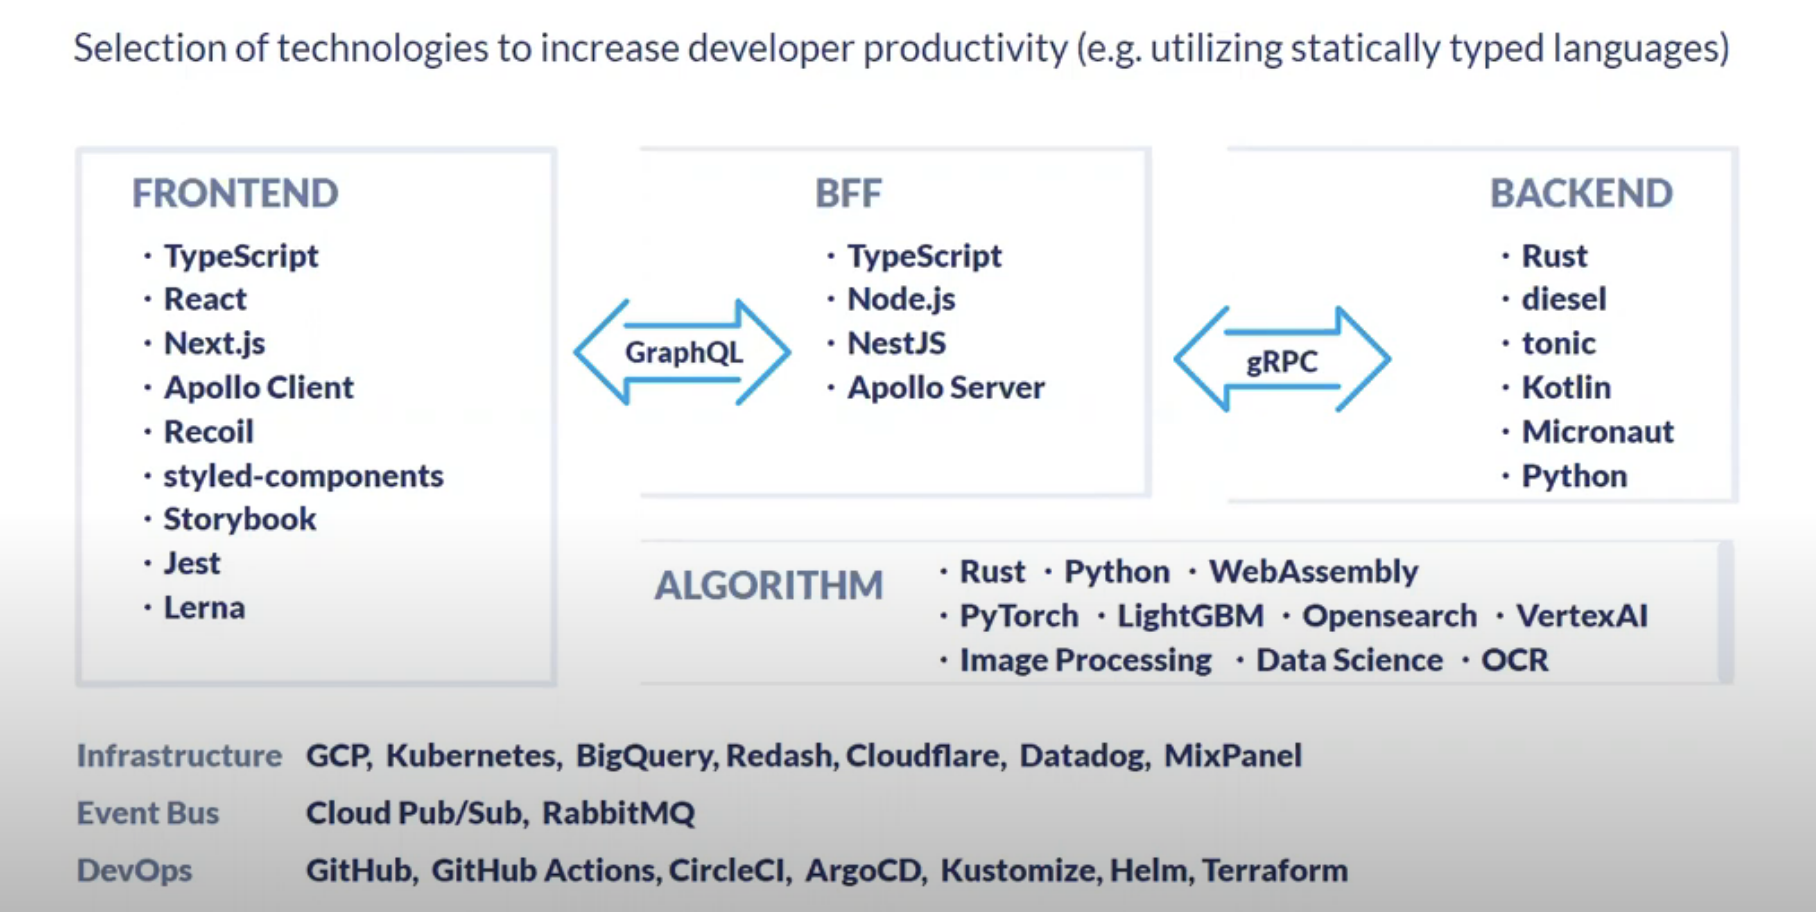 Selection of technologies to increase developer productivity (e.g. utilizing statically typed languages)
FRONTEND
· TypeScript
· React
· Next.js
· Apollo Client
· Recoil
· styled-components
· Storybook
· Jest
· Lerna
GraphQL
BFF
· TypeScript
· Node.js
· NestJS
· Apollo Server
gRPC
BACKEND
· Rust
· diesel
· tonic
· Kotlin
· Micronaut
· Python
ALGORITHM
· Rust · Python · WebAssembly
· PyTorch · LightGBM · Opensearch · VertexAI
· Image Processing · Data Science · OCR
Infrastructure GCP, Kubernetes, BigQuery, Redash, Cloudflare, Datadog, MixPanel
Event Bus Cloud Pub/Sub, RabbitMQ
DevOps GitHub, GitHub Actions, CircleCI, ArgoCD, Kustomize, Helm, Terraform